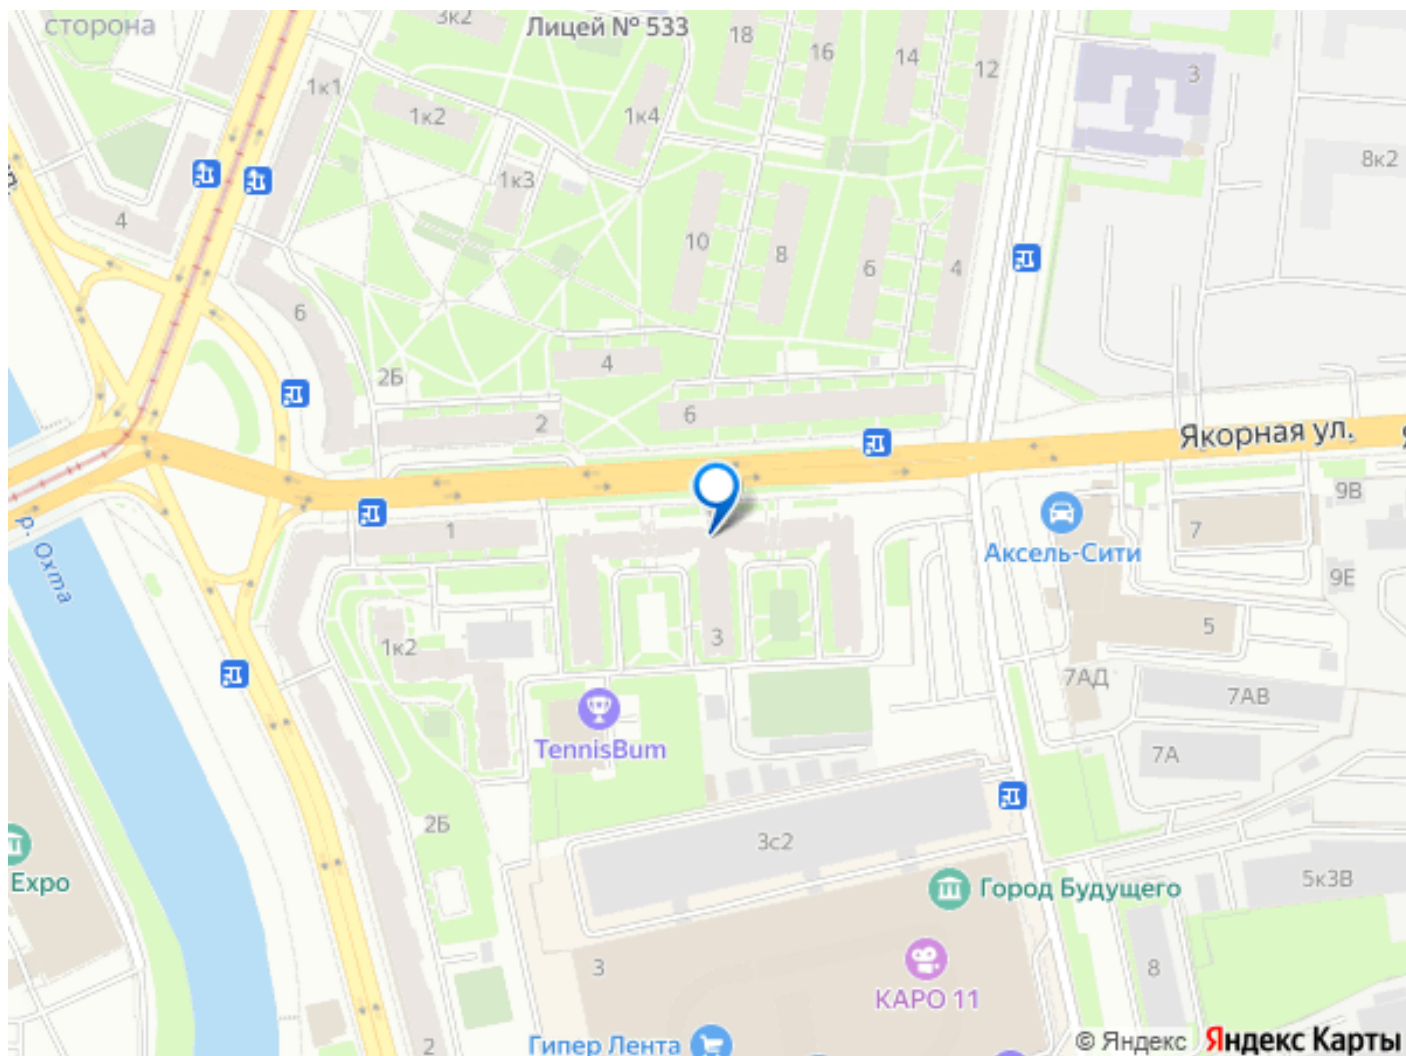 сторона
3к2
Лицей № 533
18
16
14
12
3
1к1
1к2
1к4
8к2
1к3
4
10
8
6
4
6
4
2Б
2
6
Якорная ул.
р. Охта
1
3
1к2
Аксель-Сити
7
9В
9Е
5
7АД
7АВ
7А
TennisBum
2Б
3с2
Expo
Город Будущего
5к3В
3
КАРО 11
8
2
Гипер Лента
© Яндекс
Яндекс Карты